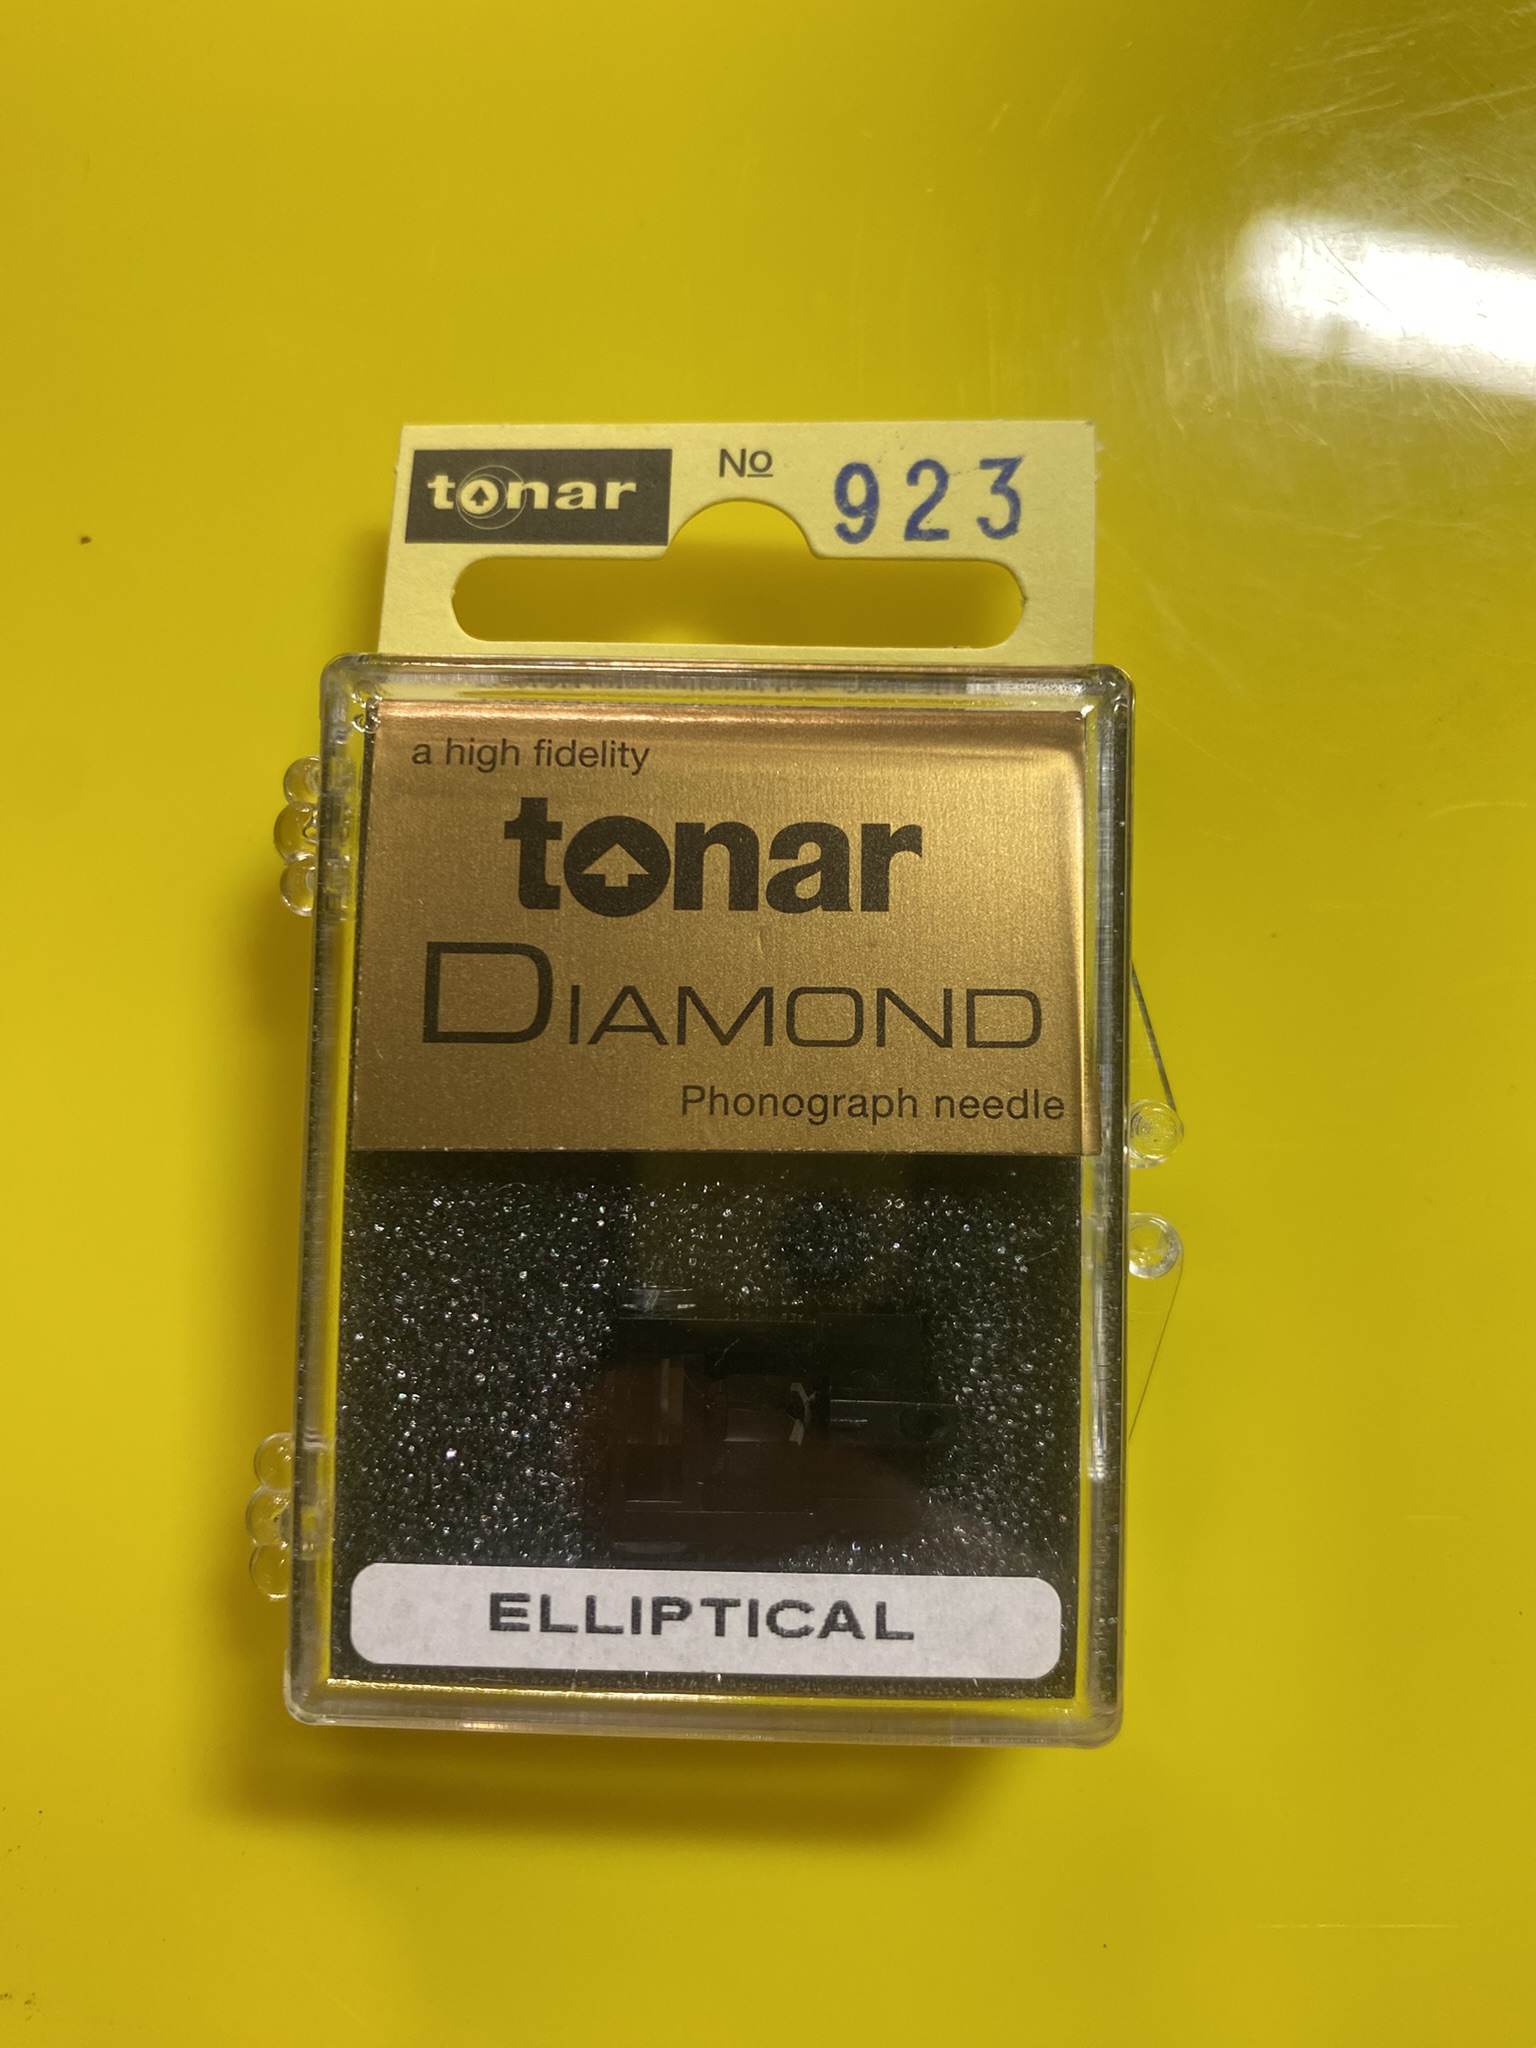 tonar Nº 923
a high fidelity
tonar
DIAMOND
Phonograph needle
ELLIPTICAL